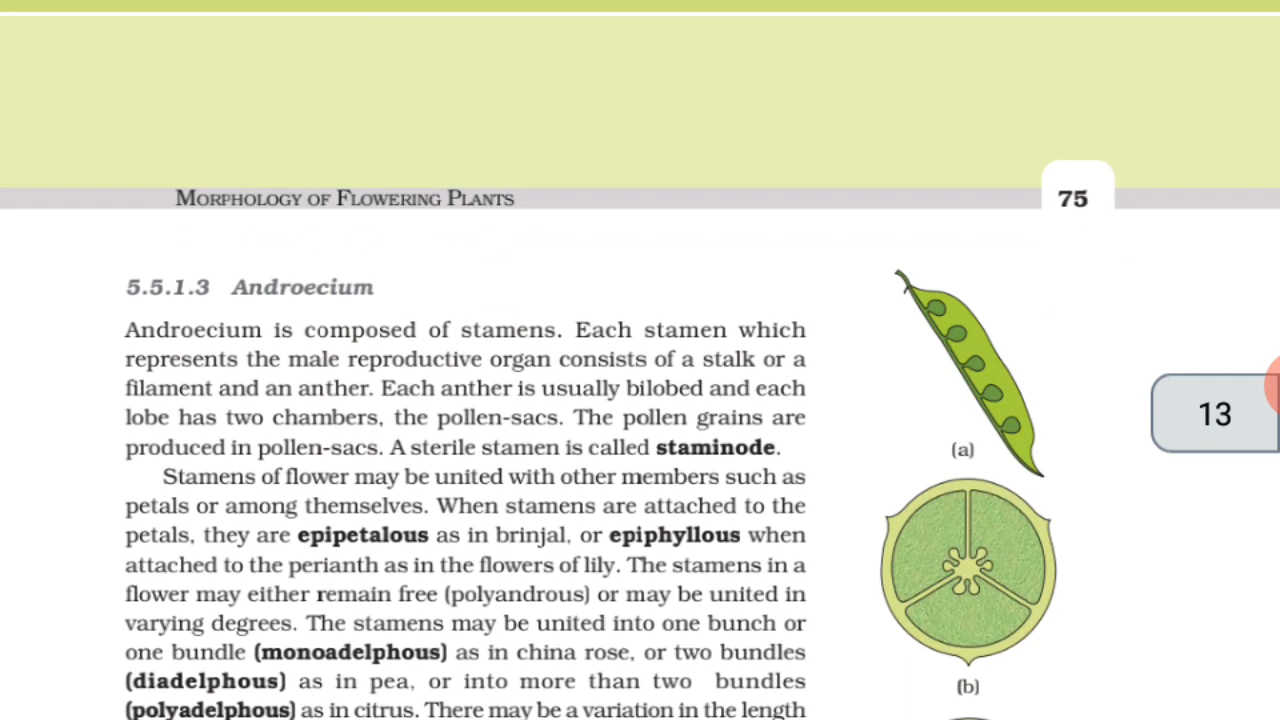 MORPHOLOGY OF FLOWERING PLANTS
75
5.5.1.3 Androecium
Androecium is composed of stamens. Each stamen which
represents the male reproductive organ consists of a stalk or a
filament and an anther. Each anther is usually bilobed and each
lobe has two chambers, the pollen-sacs. The pollen grains are
produced in pollen-sacs. A sterile stamen is called staminode.
Stamens of flower may be united with other members such as
petals or among themselves. When stamens are attached to the
petals, they are epipetalous as in brinjal, or epiphyllous when
attached to the perianth as in the flowers of lily. The stamens in a
flower may either remain free (polyandrous) or may be united in
varying degrees. The stamens may be united into one bunch or
one bundle (monoadelphous) as in china rose, or two bundles
(diadelphous) as in pea, or into more than two bundles
(polyadelphous) as in citrus. There may be a variation in the length
(a)
(b)
13